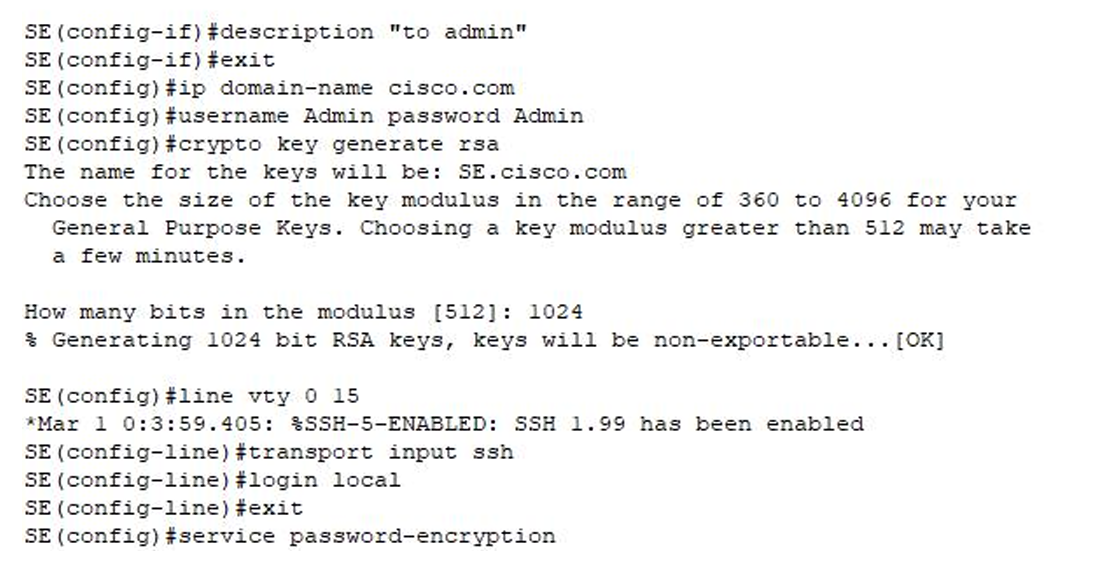 SE(config-if)#description "to admin"
SE(config-if)#exit
SE(config)#ip domain-name cisco.com
SE(config)#username Admin password Admin
SE(config)#crypto key generate rsa
The name for the keys will be: SE.cisco.com
Choose the size of the key modulus in the range of 360 to 4096 for your
  General Purpose Keys. Choosing a key modulus greater than 512 may take
  a few minutes.

How many bits in the modulus [512]: 1024
% Generating 1024 bit RSA keys, keys will be non-exportable...[OK]

SE(config)#line vty 0 15
*Mar 1 0:3:59.405: %SSH-5-ENABLED: SSH 1.99 has been enabled
SE(config-line)#transport input ssh
SE(config-line)#login local
SE(config-line)#exit
SE(config)#service password-encryption